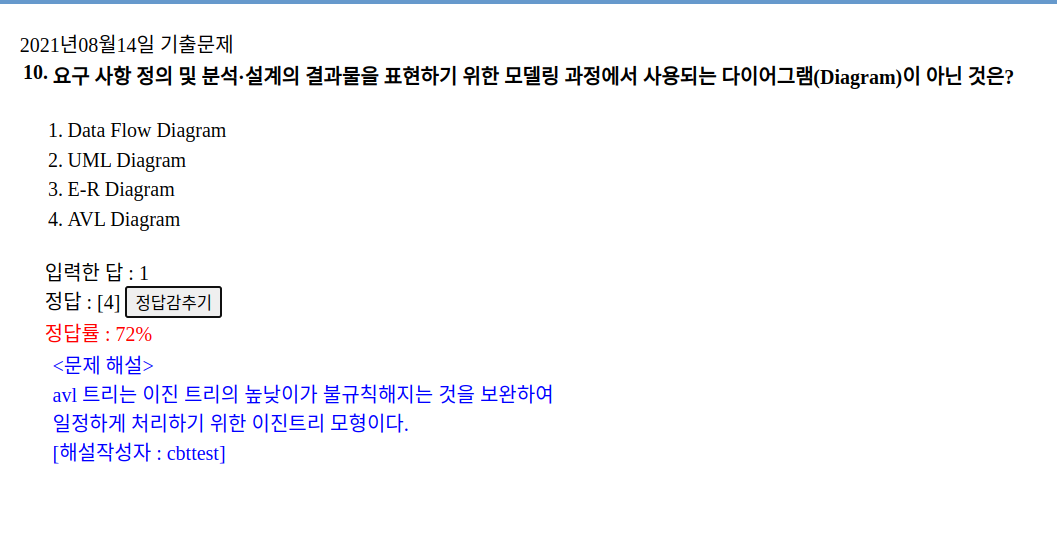 2021년08월14일 기출문제
10. 요구 사항 정의 및 분석·설계의 결과물을 표현하기 위한 모델링 과정에서 사용되는 다이어그램(Diagram)이 아닌 것은?
1. Data Flow Diagram
2. UML Diagram
3. E-R Diagram
4. AVL Diagram
입력한 답 : 1
정답 : [4] 정답감추기
정답률 : 72%
<문제 해설>
avl 트리는 이진 트리의 높낮이가 불규칙해지는 것을 보완하여
일정하게 처리하기 위한 이진트리 모형이다.
[해설작성자 : cbttest]